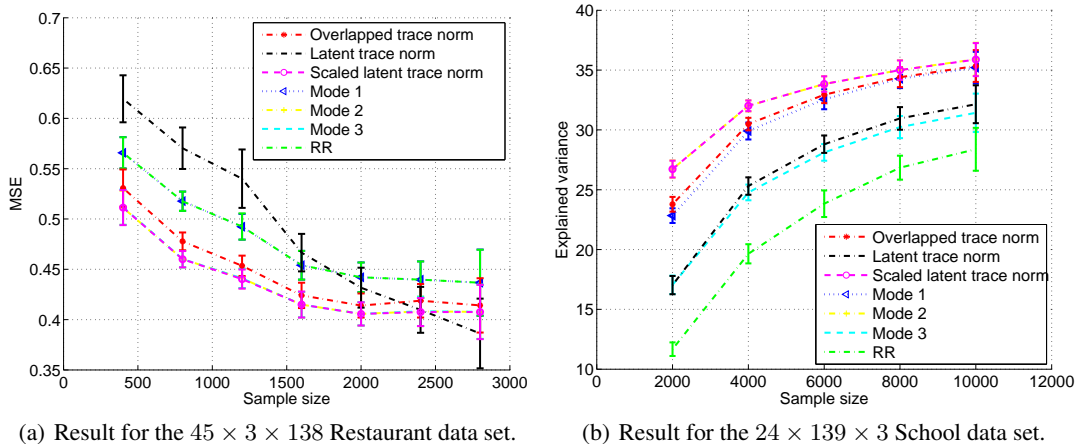 0.7
0.65
0.6
0.55
0.5
0.45
0.4
0.35
MSE
0 500 1000 1500 2000 2500 3000
Sample size
Overlapped trace norm
Latent trace norm
Scaled latent trace norm
Mode 1
Mode 2
Mode 3
RR
(a) Result for the 45 × 3 × 138 Restaurant data set.
40
35
30
25
20
15
10
Explained variance
0 2000 4000 6000 8000 10000 12000
Sample size
Overlapped trace norm
Latent trace norm
Scaled latent trace norm
Mode 1
Mode 2
Mode 3
RR
(b) Result for the 24 × 139 × 3 School data set.